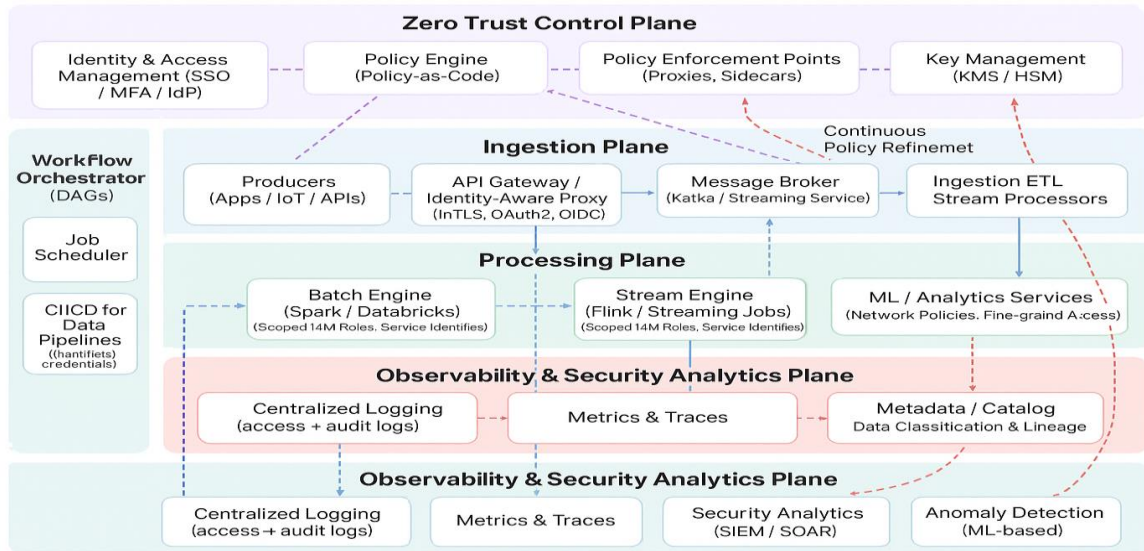 Zero Trust Control Plane
Identity & Access
Management (SSO
/ MFA / IdP)
Policy Engine
(Policy-as-Code)
Policy Enforcement Points
(Proxies, Sidecars)
Key Management
(KMS / HSM)
Continuous
Policy Refinemet
Workflow
Orchestrator
(DAGs)
Job
Scheduler
CIICD for
Data
Pipelines
((hantifiets)
credentials)
Ingestion Plane
Producers
(Apps / IoT / APIs)
API Gateway /
Identity-Aware Proxy
(InTLS, OAuth2, OIDC)
Message Broker
(Katka / Streaming Service)
Ingestion ETL
Stream Processors
Processing Plane
Batch Engine
(Spark / Databricks)
(Scoped 14M Roles. Service Identifies)
Stream Engine
(Flink / Streaming Jobs)
(Scoped 14M Roles, Service Identifies)
ML / Analytics Services
(Network Policies. Fine-graind A:cess)
Observability & Security Analytics Plane
Centralized Logging
(access + audit logs)
Metrics & Traces
Metadata / Catalog
Data Classitication & Lineage
Observability & Security Analytics Plane
Centralized Logging
(access + audit logs)
Metrics & Traces
Security Analytics
(SIEM / SOAR)
Anomaly Detection
(ML-based)